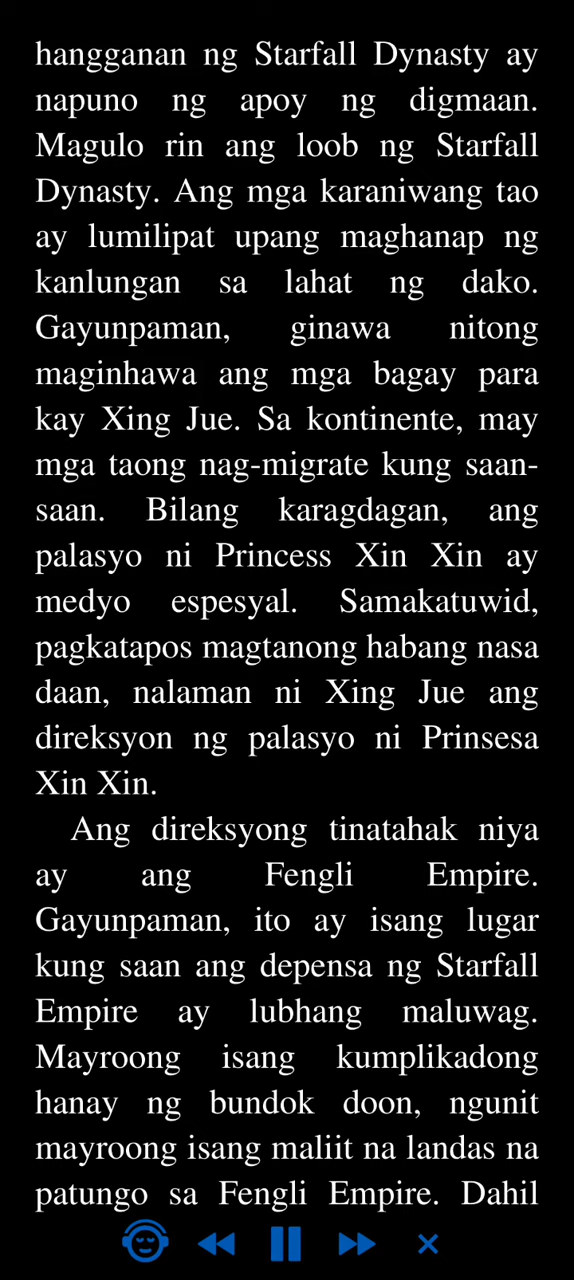 hangganan ng Starfall Dynasty ay
napuno ng apoy ng digmaan.
Magulo rin ang loob ng Starfall
Dynasty. Ang mga karaniwang tao
ay lumilipat upang maghanap ng
kanlungan sa lahat ng dako.
Gayunpaman, ginawa nitong
maginhawa ang mga bagay para
kay Xing Jue. Sa kontinente, may
mga taong nag-migrate kung saan-
saan. Bilang karagdagan, ang
palasyo ni Princess Xin Xin ay
medyo espesyal. Samakatuwid,
pagkatapos magtanong habang nasa
daan, nalaman ni Xing Jue ang
direksyon ng palasyo ni Prinsesa
Xin Xin.
Ang direksyong tinatahak niya
ay ang Fengli Empire.
Gayunpaman, ito ay isang lugar
kung saan ang depensa ng Starfall
Empire ay lubhang maluwag.
Mayroong isang kumplikadong
hanay ng bundok doon, ngunit
mayroong isang maliit na landas na
patungo sa Fengli Empire. Dahil